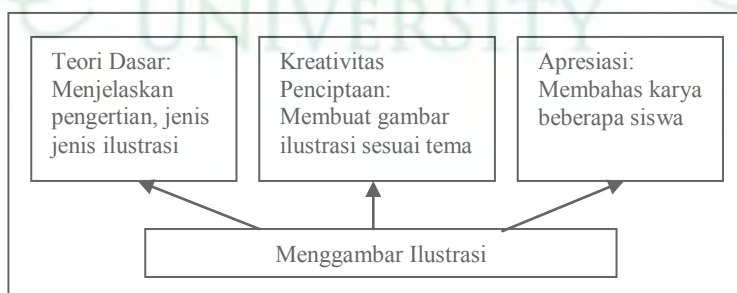 UNIVERSITY
Teori Dasar:
Menjelaskan
pengertian, jenis
jenis ilustrasi
Kreativitas
Penciptaan:
Membuat gambar
ilustrasi sesuai tema
Apresiasi:
Membahas karya
beberapa siswa
Menggambar Ilustrasi